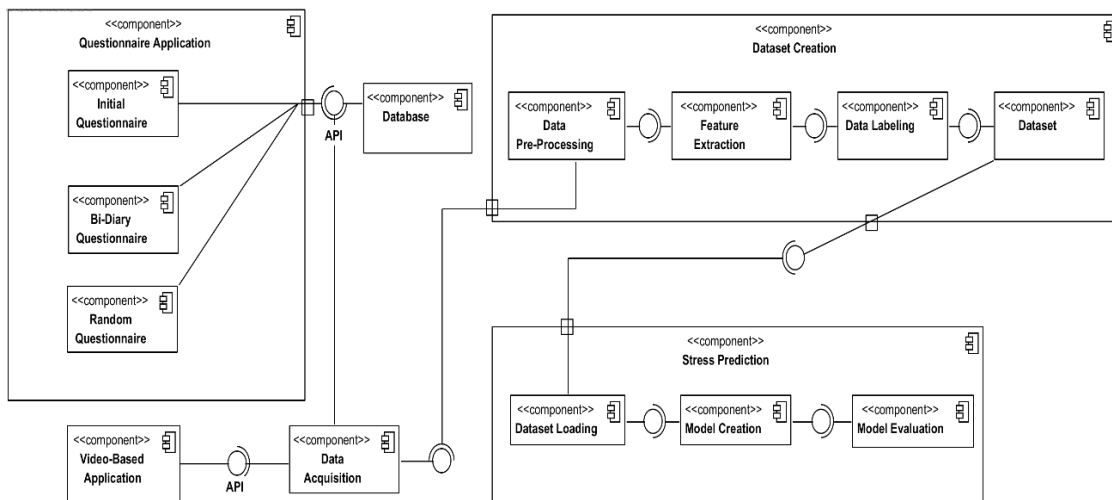 <<component>>
Questionnaire Application
<<component>>
Initial
Questionnaire
<<component>>
Bi-Diary
Questionnaire
<<component>>
Random
Questionnaire
API
<<component>>
Database
<<component>>
Video-Based
Application
API
<<component>>
Data
Acquisition
<<component>>
Dataset Creation
<<component>>
Data
Pre-Processing
<<component>>
Feature
Extraction
<<component>>
Data Labeling
<<component>>
Dataset
<<component>>
Stress Prediction
<<component>>
Dataset Loading
<<component>>
Model Creation
<<component>>
Model Evaluation